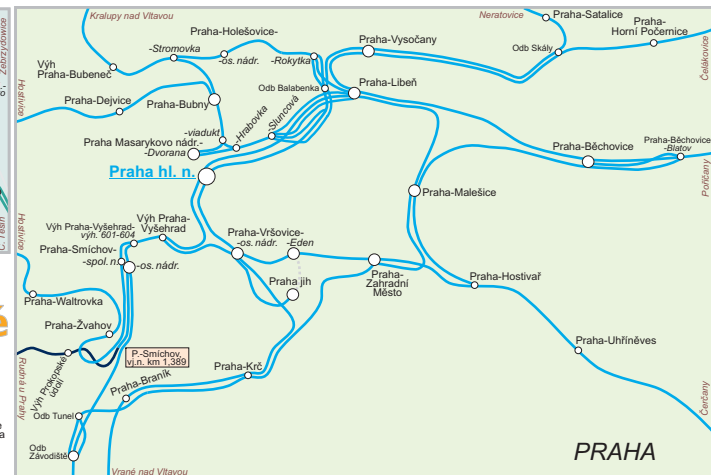 Zebrzydowice
Č. Těšín
Kralupy nad Vltavou
Neratovice
Praha-Satalice
Praha-
Horní Počernice
Praha-Holešovice-
-os. nádr.
-Stromovka
-Rokytka
Praha-Vysočany
Odb Skály
Čelákovice
Výh
Praha-Bubeneč
Hostivice
Praha-Dejvice
Praha-Bubny
Odb Balabenka
Praha-Libeň
-viadukt
-Hrabovka
-Sluncová
Praha Masarykovo nádr.-
-Dvorana
Praha hl. n.
Praha-Běchovice
Praha-Běchovice
-Blatov
Poříčany
Praha-Malešice
Hostivice
Výh Praha-Vyšehrad-
výh. 601-604
Výh Praha-
Vyšehrad
Praha-Smíchov-
-spol. n.
-os. nádr.
Praha-Vršovice-
-os. nádr.
-Eden
Praha jih
Praha-
Zahradní
Město
Praha-Hostivař
Praha-Waltrovka
Praha-Žvahov
Praha-Uhříněves
P.-Smíchov,
vj.n. km 1,389
Výh Prokopské
údolí
Rudná u Prahy
Praha-Krč
Praha-Braník
Odb Tunel
Odb
Závodiště
Čerčany
Vrané nad Vltavou
PRAHA